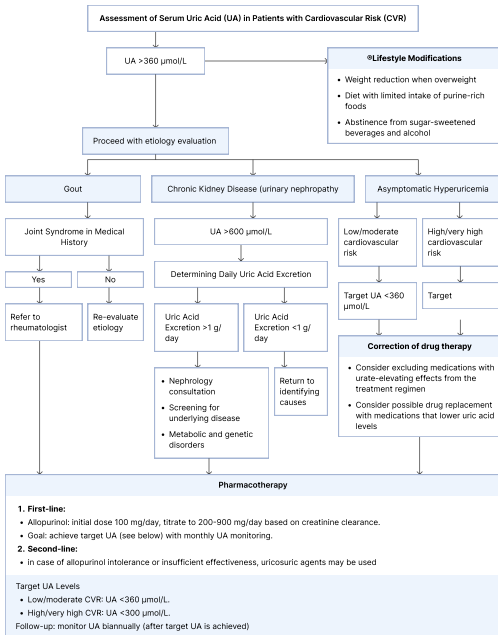 Assessment of Serum Uric Acid (UA) in Patients with Cardiovascular Risk (CVR)
UA >360 μmol/L
®Lifestyle Modifications
• Weight reduction when overweight
• Diet with limited intake of purine-rich
foods
• Abstinence from sugar-sweetened
beverages and alcohol
Proceed with etiology evaluation
Gout
Chronic Kidney Disease (urinary nephropathy
Asymptomatic Hyperuricemia
Joint Syndrome in Medical
History
Yes
No
Refer to
rheumatologist
Re-evaluate
etiology
UA >600 μmol/L
Determining Daily Uric Acid Excretion
Uric Acid
Excretion >1 g/
day
Uric Acid
Excretion <1 g/
day
• Nephrology
consultation
• Screening for
underlying disease
• Metabolic and genetic
disorders
Return to
identifying
causes
Low/moderate
cardiovascular
risk
High/very high
cardiovascular
risk
Target UA <360
μmol/L
Target
Correction of drug therapy
• Consider excluding medications with
urate-elevating effects from the
treatment regimen
• Consider possible drug replacement
with medications that lower uric acid
levels
Pharmacotherapy
1. First-line:
• Allopurinol: initial dose 100 mg/day, titrate to 200-900 mg/day based on creatinine clearance.
• Goal: achieve target UA (see below) with monthly UA monitoring.
2. Second-line:
• in case of allopurinol intolerance or insufficient effectiveness, uricosuric agents may be used
Target UA Levels
• Low/moderate CVR: UA <360 μmol/L.
• High/very high CVR: UA <300 μmol/L.
Follow-up: monitor UA biannually (after target UA is achieved)